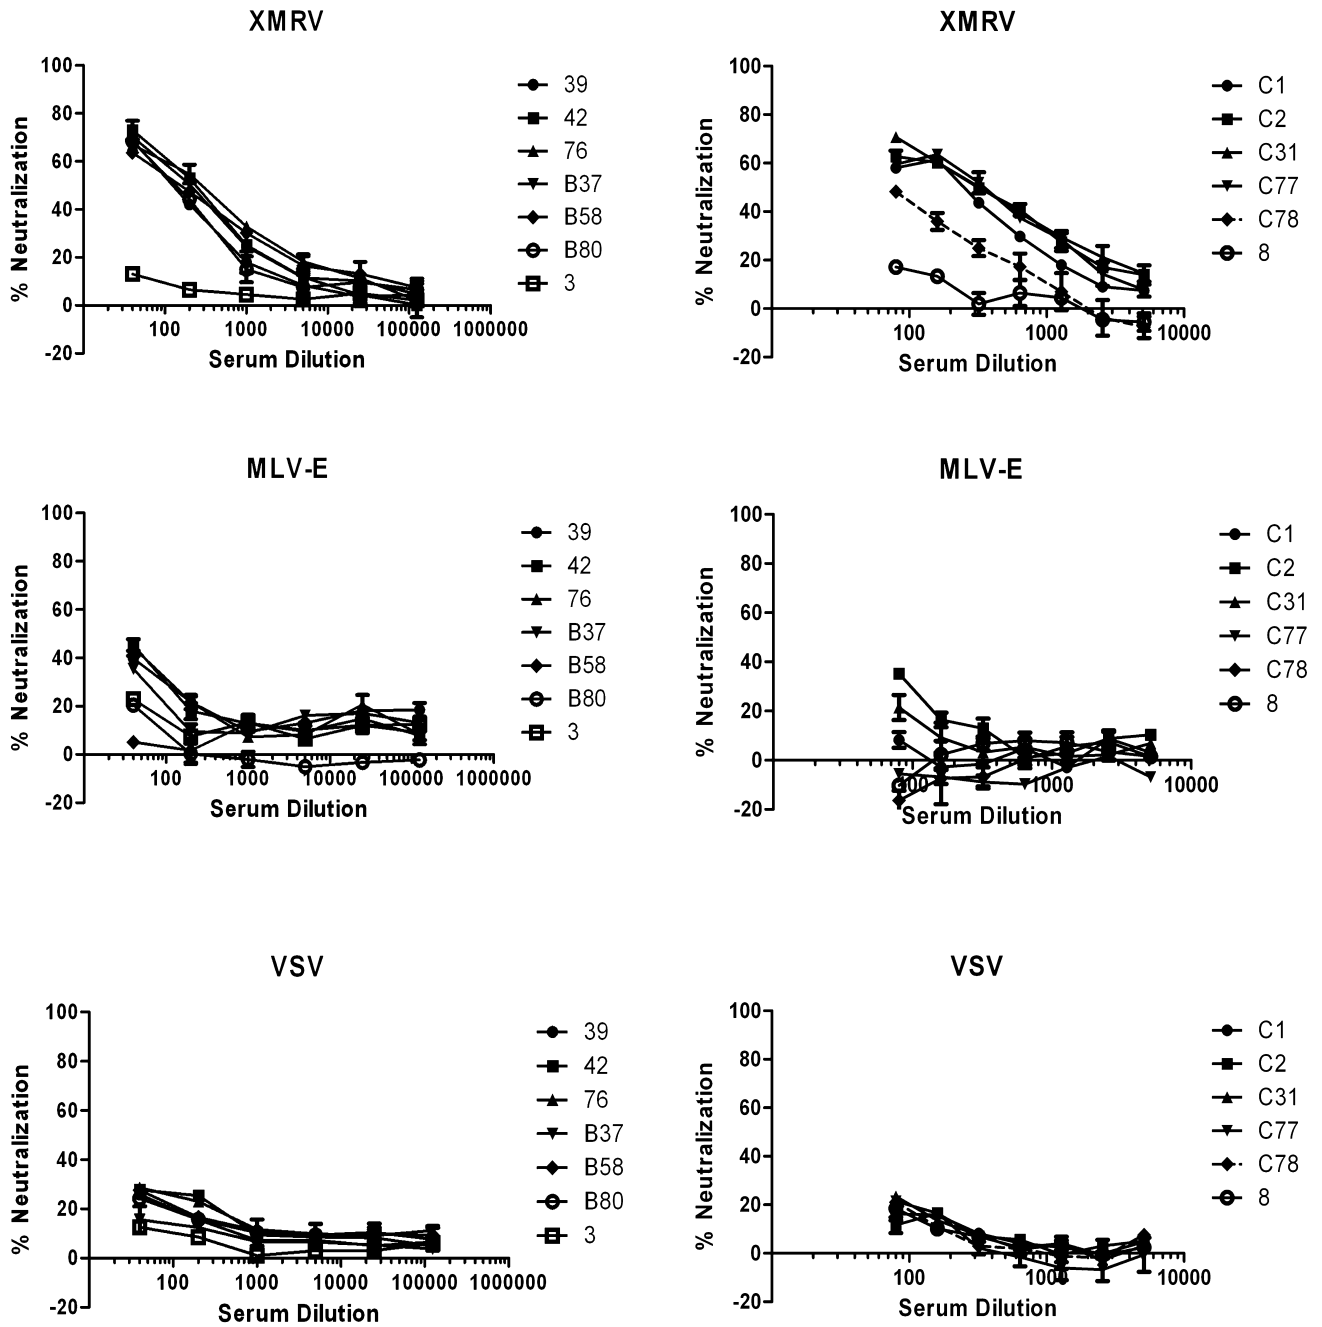 XMRV
100
80
60
40
20
0
-20
% Neutralization
100 1000 10000 100000 1000000
Serum Dilution
39
42
76
B37
B58
B80
3
XMRV
100
80
60
40
20
0
-20
% Neutralization
100 1000 10000
Serum Dilution
C1
C2
C31
C77
C78
8
MLV-E
100
80
60
40
20
0
-20
% Neutralization
100 1000 10000 100000 1000000
Serum Dilution
39
42
76
B37
B58
B80
3
MLV-E
100
80
60
40
20
0
-20
% Neutralization
100 1000 10000
Serum Dilution
C1
C2
C31
C77
C78
8
VSV
100
80
60
40
20
0
-20
% Neutralization
100 1000 10000 100000 1000000
Serum Dilution
39
42
76
B37
B58
B80
3
VSV
100
80
60
40
20
0
-20
% Neutralization
100 1000 10000
Serum Dilution
C1
C2
C31
C77
C78
8